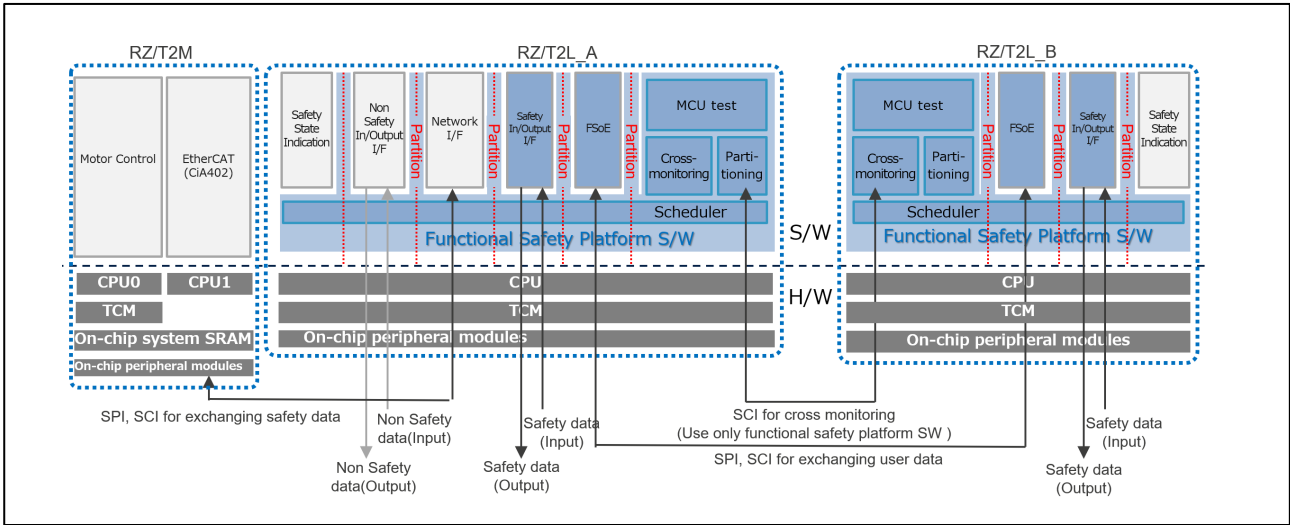 RZ/T2M
RZ/T2L_A
RZ/T2L_B
Motor Control
EtherCAT
(CiA402)
Safety
State
Indication
Non
Safety
In/Output
I/F
Network
I/F
Safety
In/Output
I/F
FSoE
MCU test
Cross-
monitoring
Parti-
tioning
Partition
Partition
Partition
Partition
Scheduler
Functional Safety Platform S/W
MCU test
Cross-
monitoring
Parti-
tioning
FSoE
Safety
In/Output
I/F
Safety
State
Indication
Partition
Partition
Partition
Scheduler
Functional Safety Platform S/W
S/W
H/W
CPU0
CPU1
TCM
On-chip system SRAM
On-chip peripheral modules
CPU
TCM
On-chip peripheral modules
CPU
TCM
On-chip peripheral modules
SPI, SCI for exchanging safety data
Non Safety
data(Input)
Non Safety
data(Output)
Safety data
(Input)
Safety data
(Output)
SCI for cross monitoring
(Use only functional safety platform SW )
SPI, SCI for exchanging user data
Safety data
(Input)
Safety data
(Output)